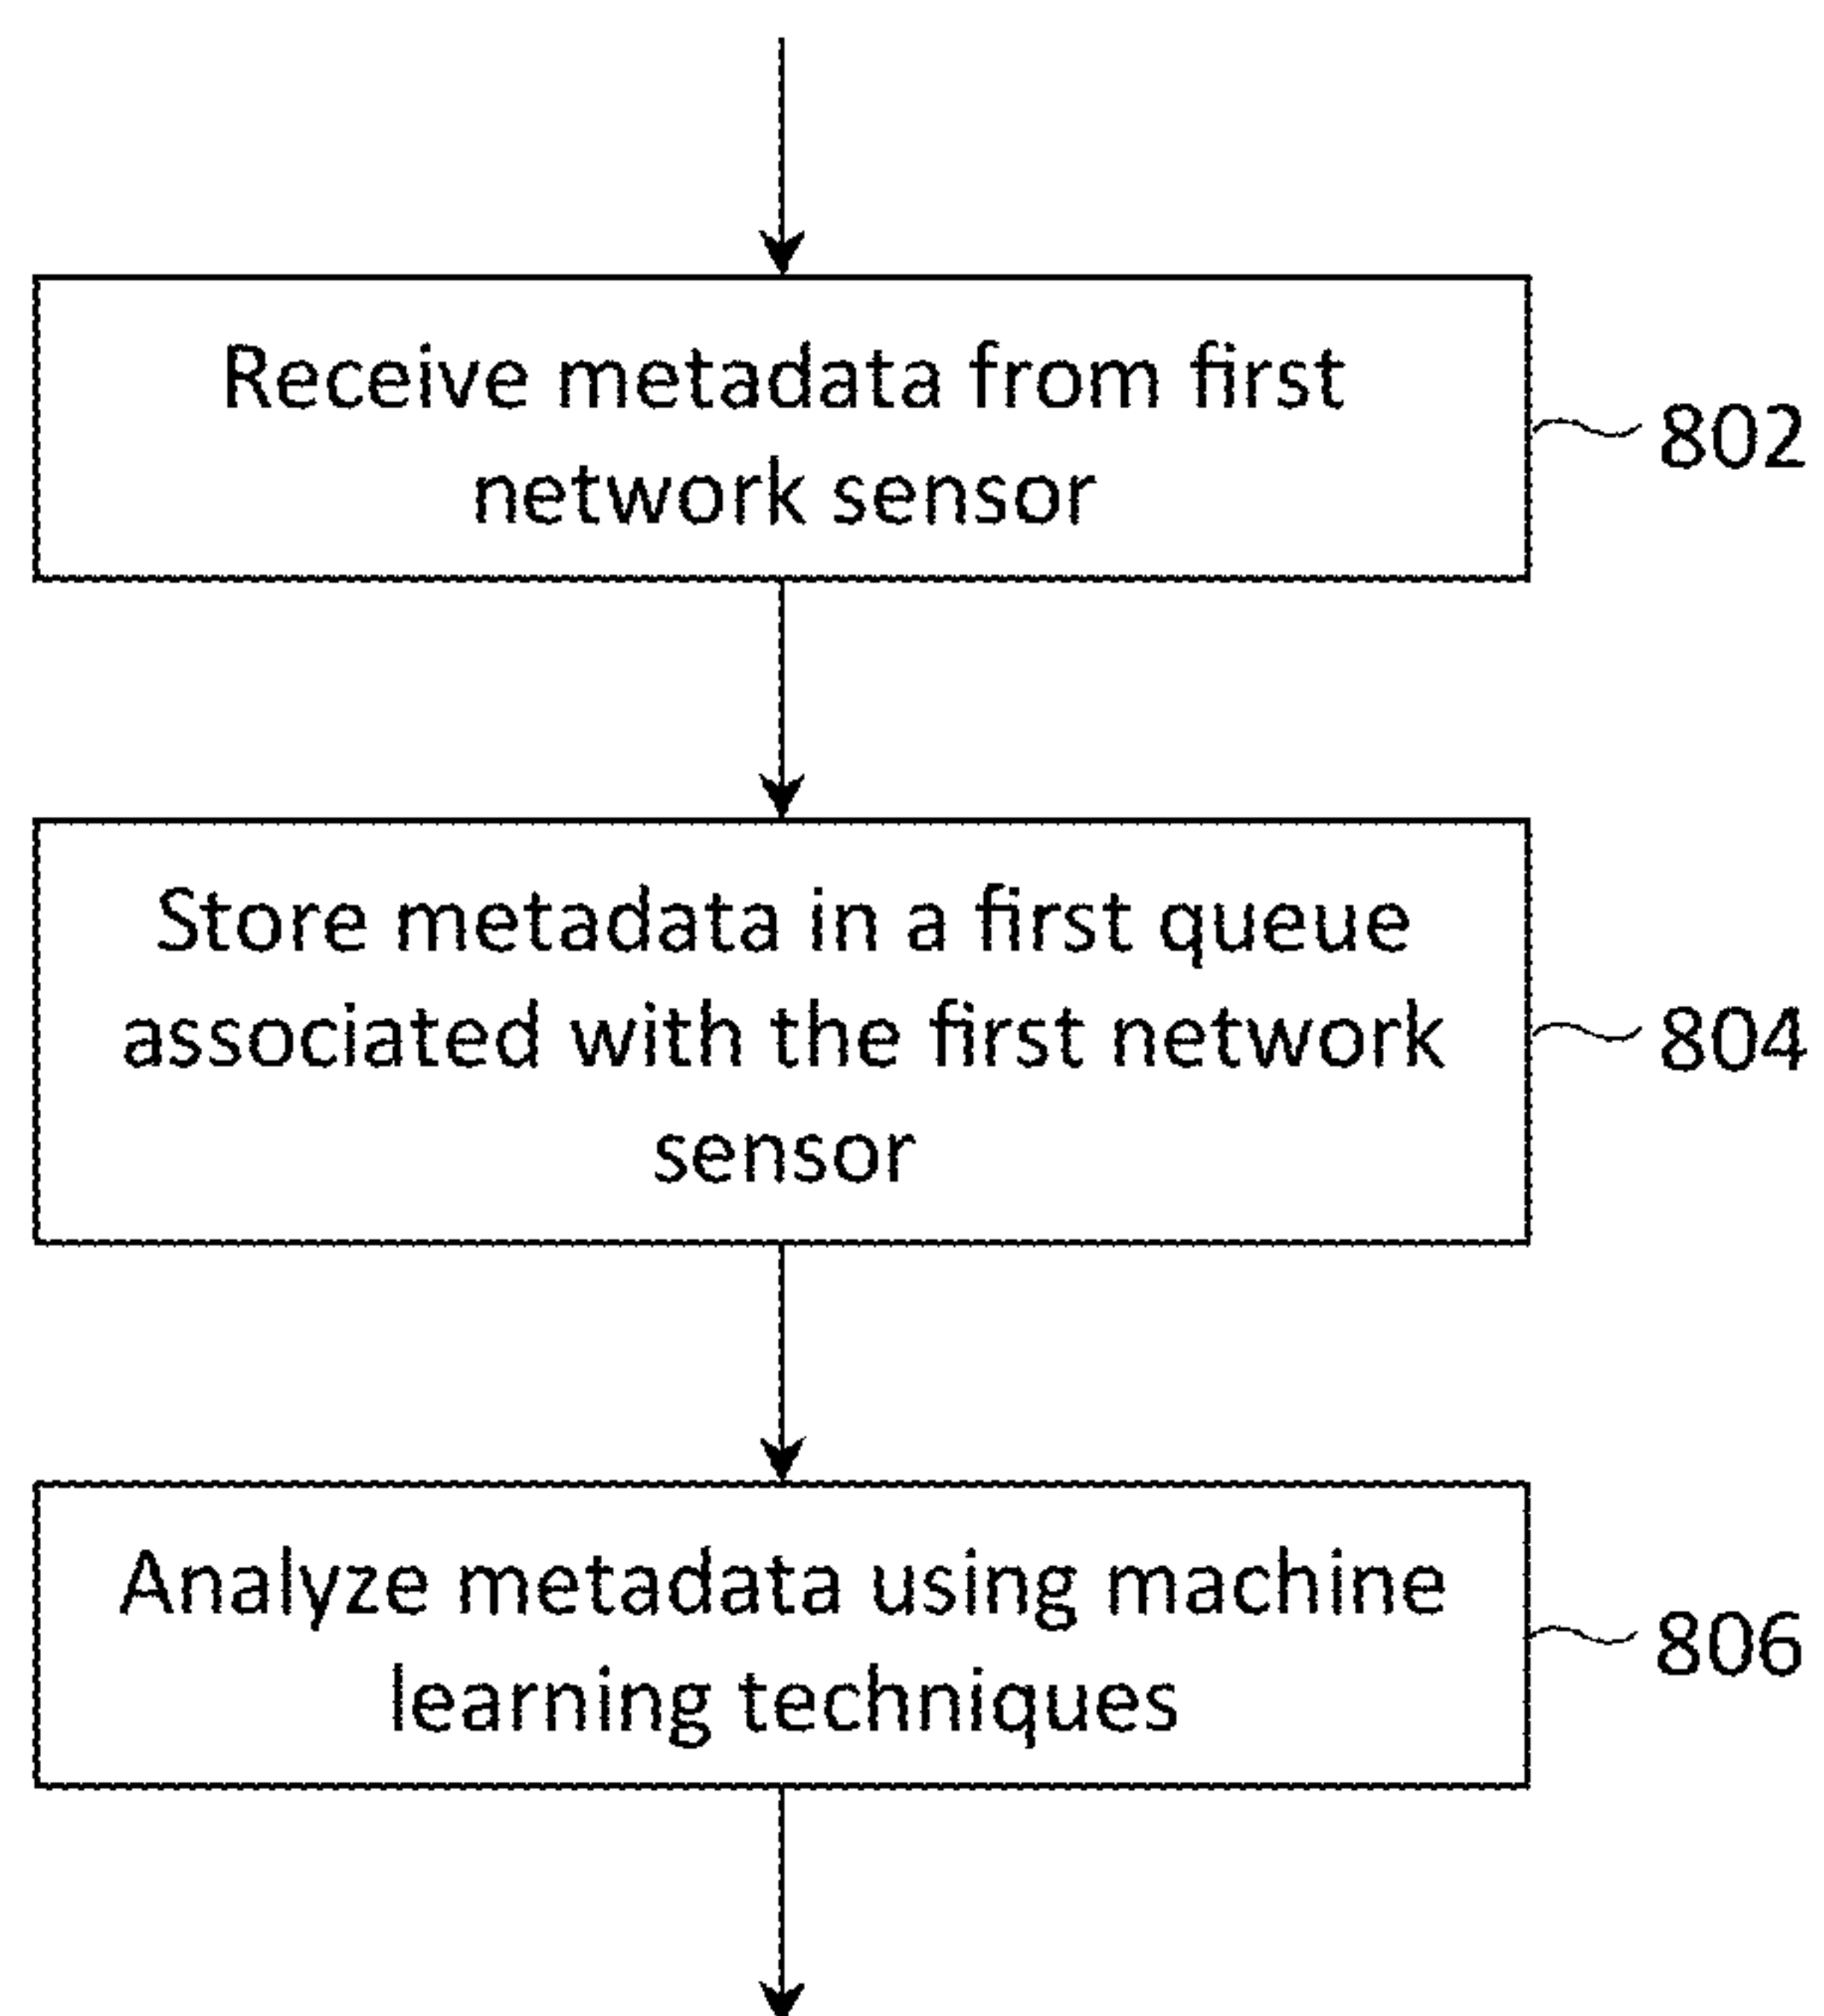 Receive metadata from first
network sensor
802
Store metadata in a first queue
associated with the first network
sensor
804
Analyze metadata using machine
learning techniques
806